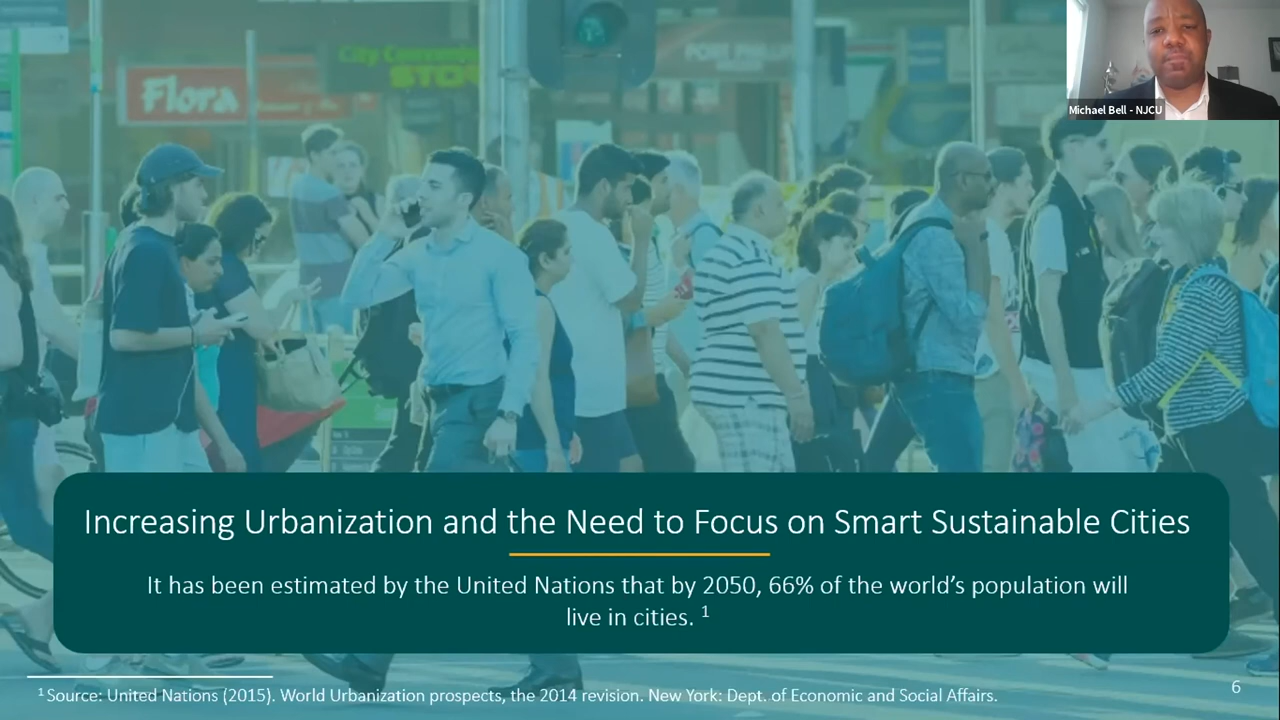 City Convenience
STO
Flora
Michael Bell - NJCU
Increasing Urbanization and the Need to Focus on Smart Sustainable Cities
It has been estimated by the United Nations that by 2050, 66% of the world’s population will
live in cities. 1
1 Source: United Nations (2015). World Urbanization prospects, the 2014 revision. New York: Dept. of Economic and Social Affairs.
6